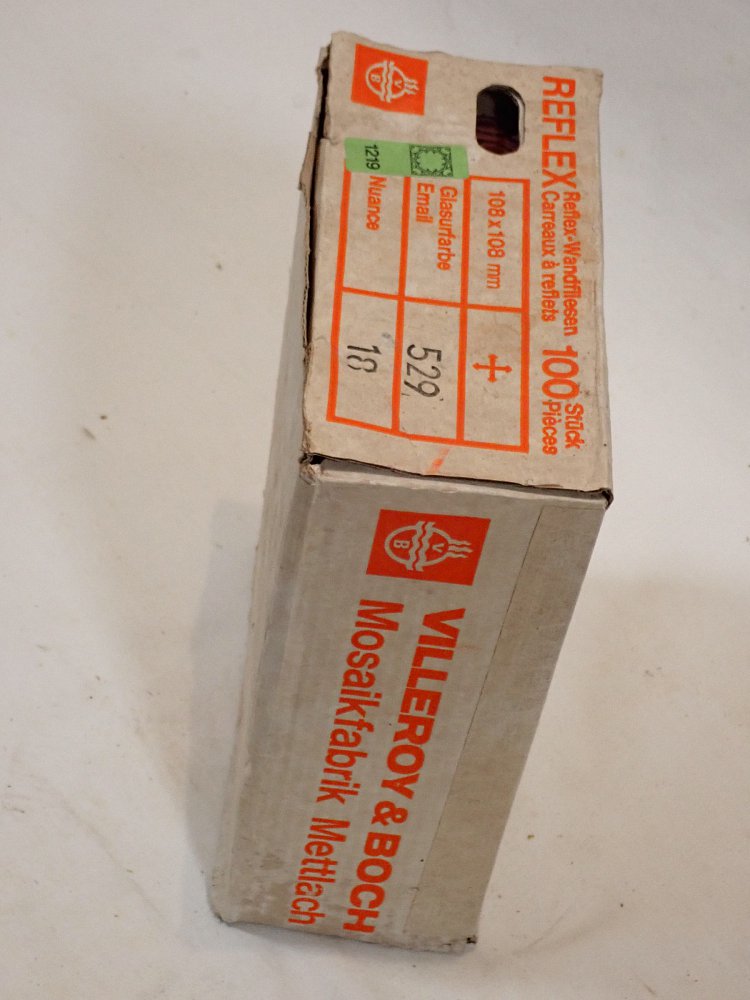 REFLEX
Reflex-Wandfliesen
Carreaux à reflets
100
Stück
Pièces
108 x 108 mm
Glasurfarbe
Email
529
Nuance
18
1219
V
B
V
B
VILLEROY & BOCH
Mosaikfabrik Mettlach